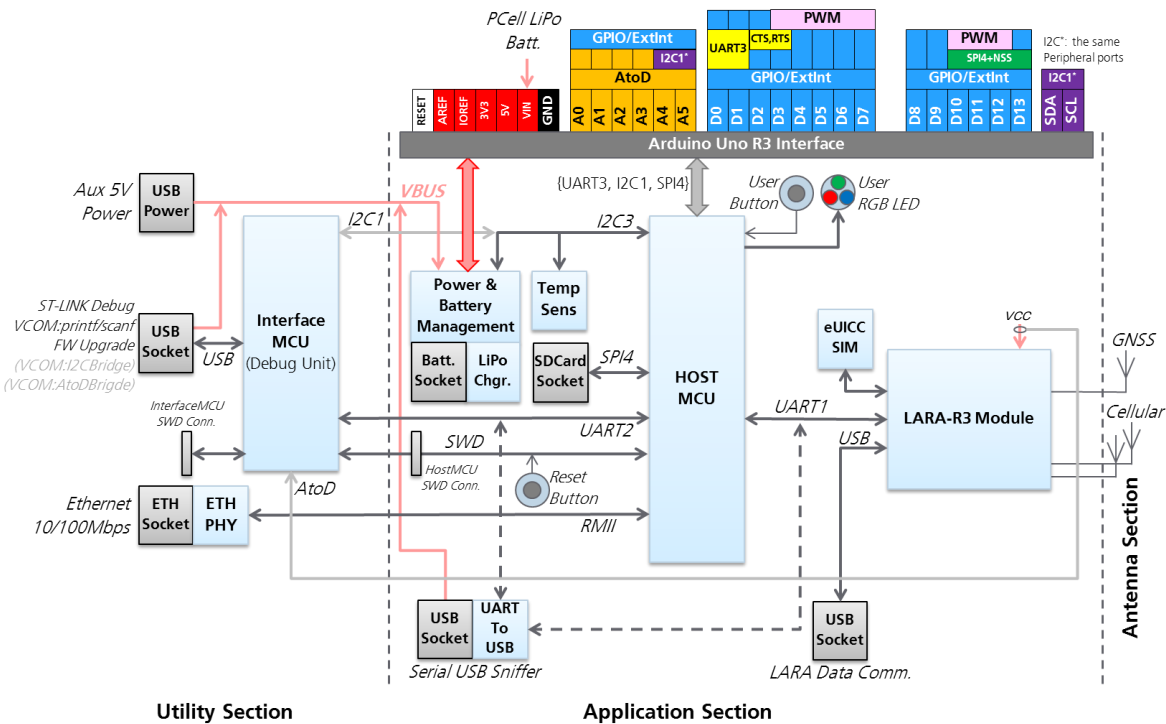 PCell LiPo
Batt.
GPIO/ExtInt
I2C1*
AtoD
RESET
AREF
IOREF
3V3
5V
VIN
GND
A0
A1
A2
A3
A4
A5
PWM
UART3
CTS,RTS
GPIO/ExtInt
D0
D1
D2
D3
D4
D5
D6
D7
PWM
SPI4+NSS
GPIO/ExtInt
D8
D9
D10
D11
D12
D13
I2C*: the same
Peripheral ports
I2C1*
SDA
SCL
Arduino Uno R3 Interface
Aux 5V
Power
USB
Power
VBUS
{UART3, I2C1, SPI4}
User
Button
User
RGB LED
I2C1
I2C3
ST-LINK Debug
VCOM:printf/scanf
FW Upgrade
(VCOM:I2CBridge)
(VCOM:AtoDBrigde)
USB
Socket
USB
Interface
MCU
(Debug Unit)
Power &
Battery
Management
Batt.
Socket
LiPo
Chgr.
Temp
Sens
SDCard
Socket
SPI4
HOST
MCU
eUICC
SIM
vcc
GNSS
LARA-R3 Module
Cellular
UART1
USB
UART2
InterfaceMCU
SWD Conn.
SWD
HostMCU
SWD Conn.
Reset
Button
AtoD
Ethernet
10/100Mbps
ETH
Socket
ETH
PHY
RMII
USB
Socket
UART
To
USB
Serial USB Sniffer
USB
Socket
LARA Data Comm.
Antenna Section
Utility Section
Application Section